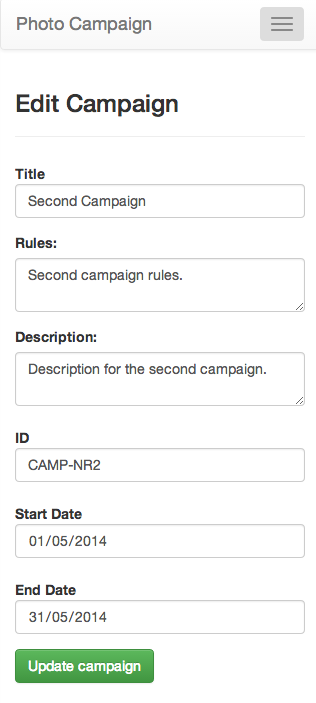 Photo Campaign
Edit Campaign
Title
Second Campaign
Rules:
Second campaign rules.
Description:
Description for the second campaign.
ID
CAMP-NR2
Start Date
01/05/2014
End Date
31/05/2014
Update campaign